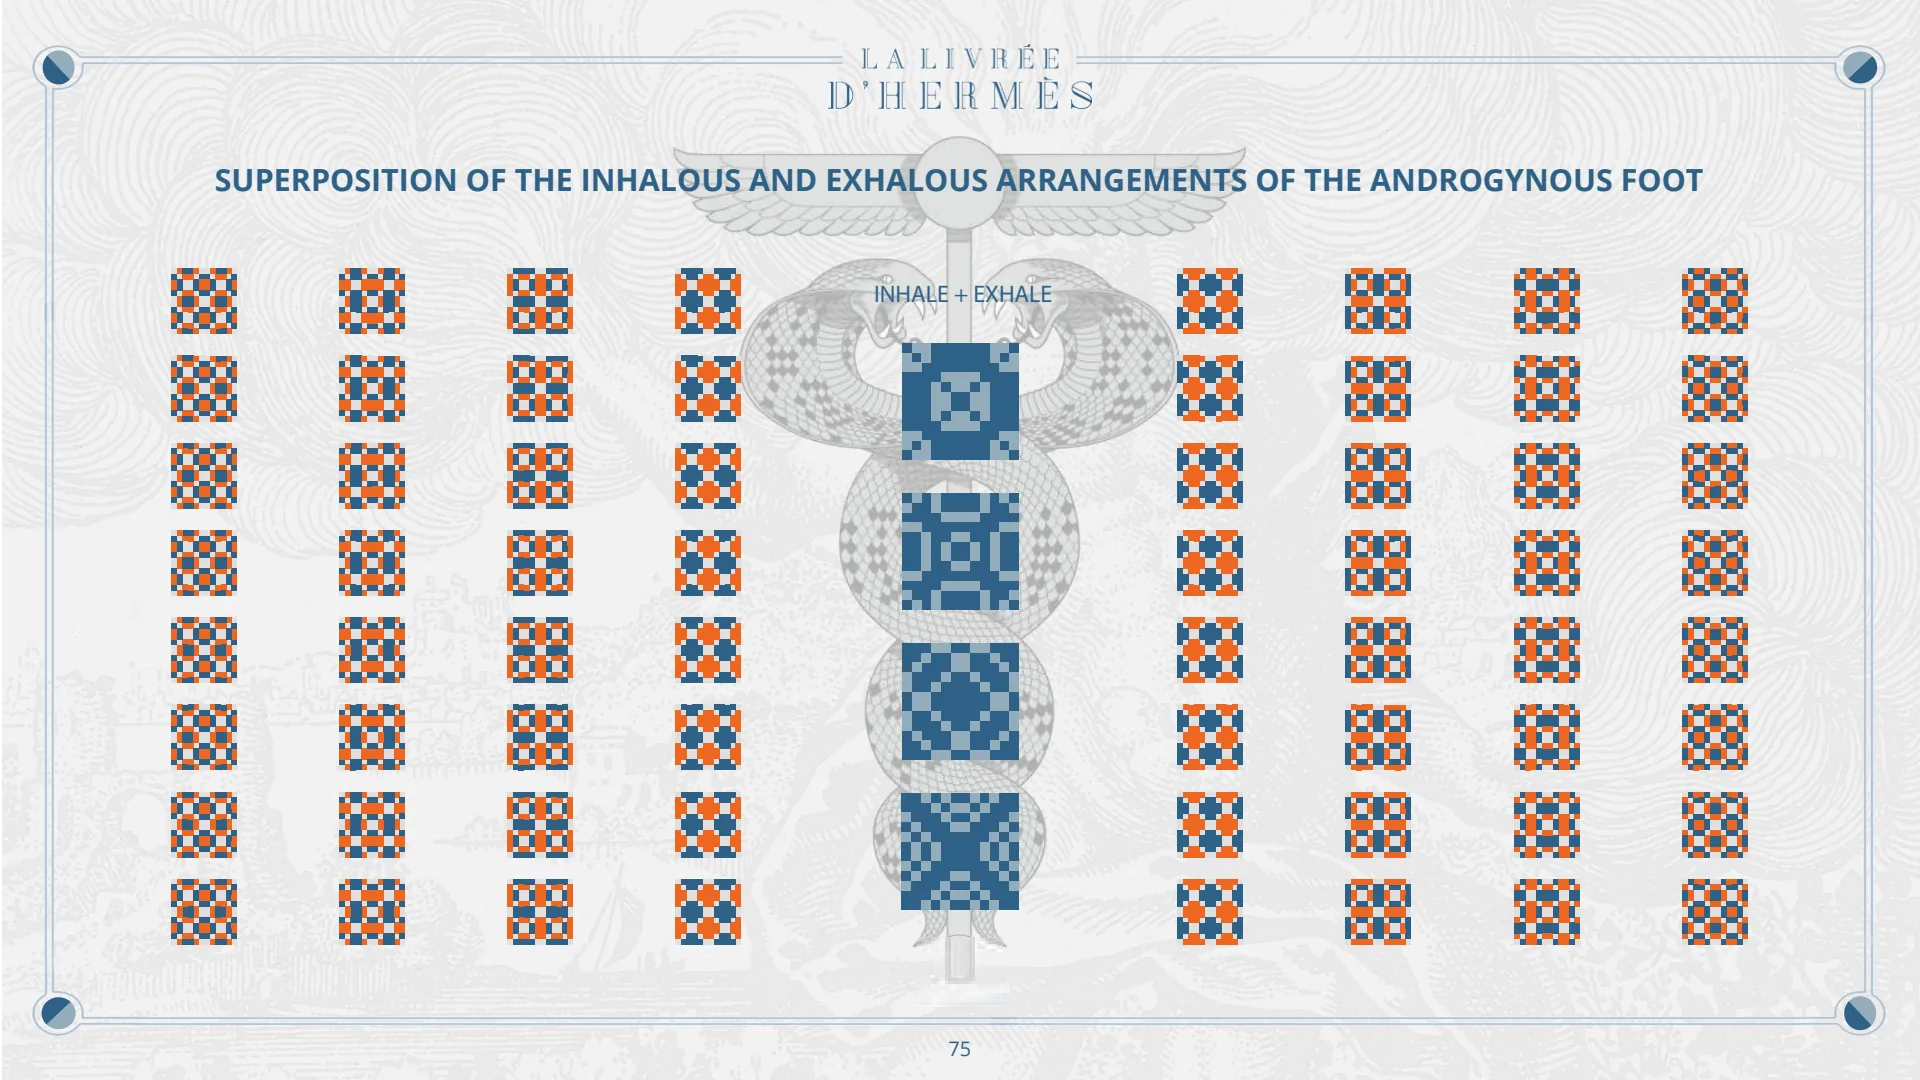 LA LIVRÉE
D'HERMÈS
SUPERPOSITION OF THE INHALOUS AND EXHALOUS ARRANGEMENTS OF THE ANDROGYNOUS FOOT
INHALE + EXHALE
75